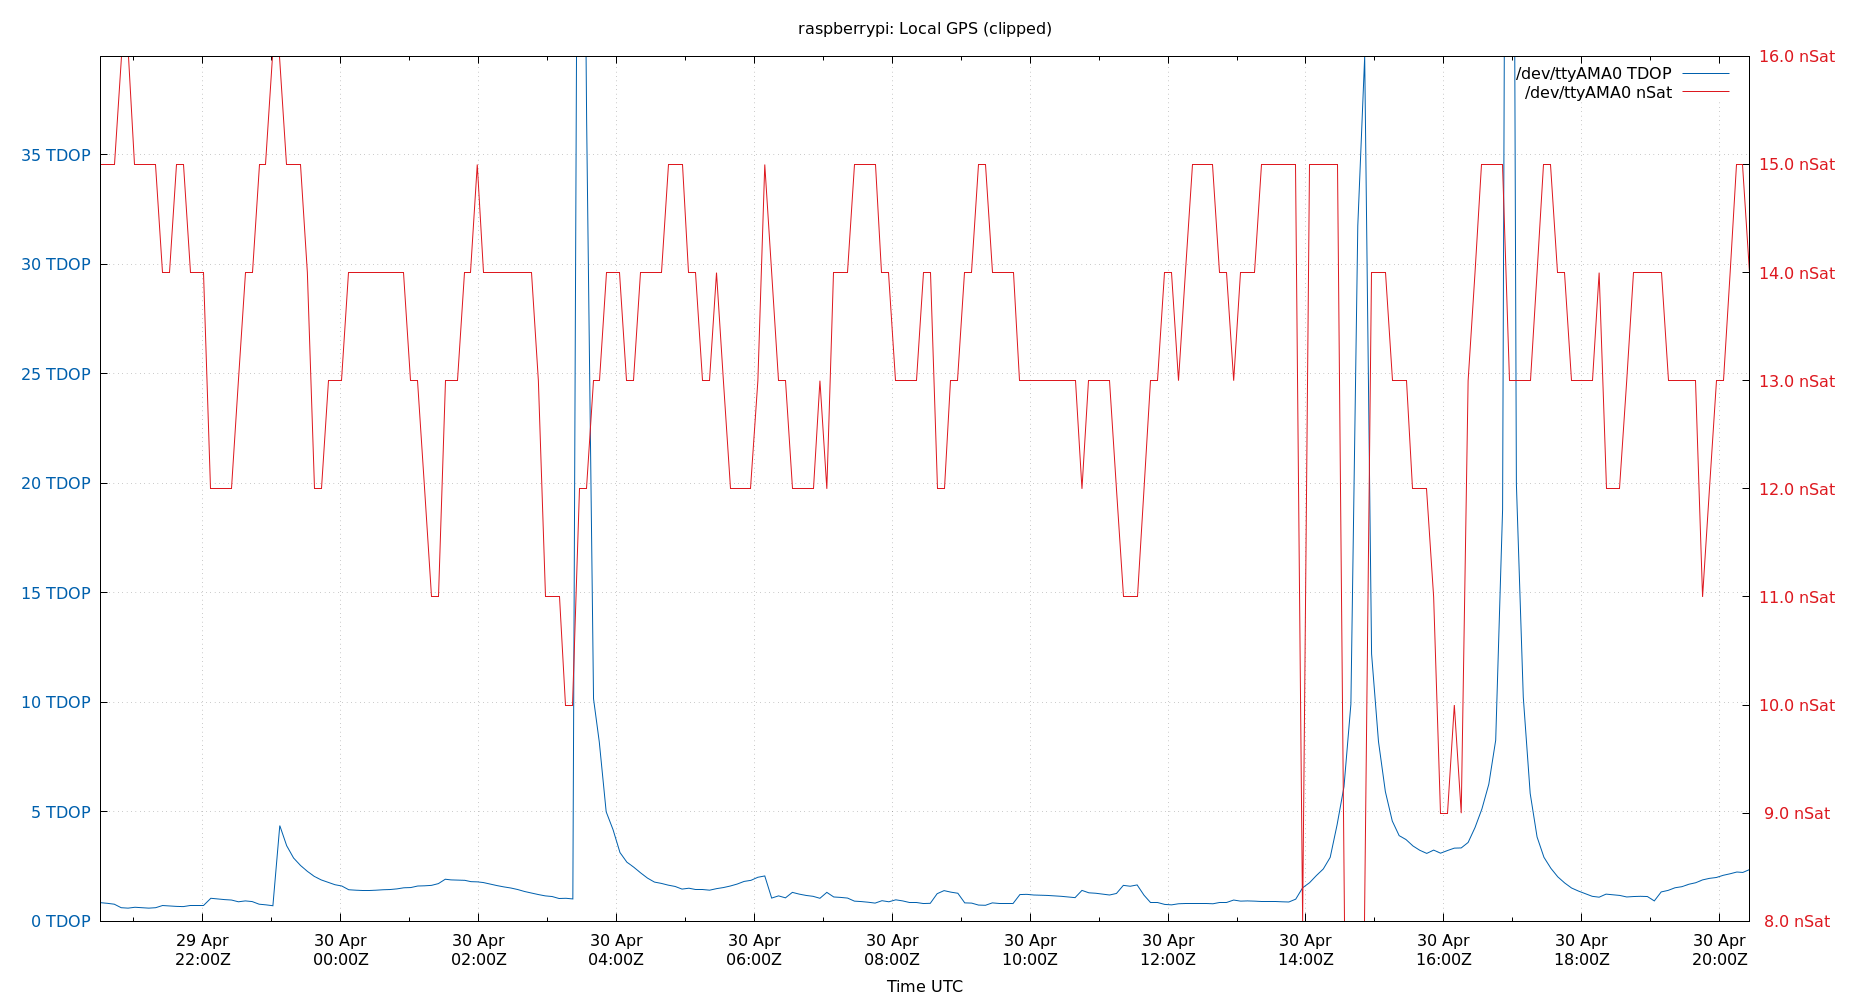 raspberrypi: Local GPS (clipped)
/dev/ttyAMA0 TDOP
/dev/ttyAMA0 nSat
35 TDOP
30 TDOP
25 TDOP
20 TDOP
15 TDOP
10 TDOP
5 TDOP
0 TDOP
16.0 nSat
15.0 nSat
14.0 nSat
13.0 nSat
12.0 nSat
11.0 nSat
10.0 nSat
9.0 nSat
8.0 nSat
29 Apr 30 Apr 30 Apr 30 Apr 30 Apr 30 Apr 30 Apr 30 Apr 30 Apr 30 Apr 30 Apr 30 Apr
22:00Z 00:00Z 02:00Z 04:00Z 06:00Z 08:00Z 10:00Z 12:00Z 14:00Z 16:00Z 18:00Z 20:00Z
Time UTC